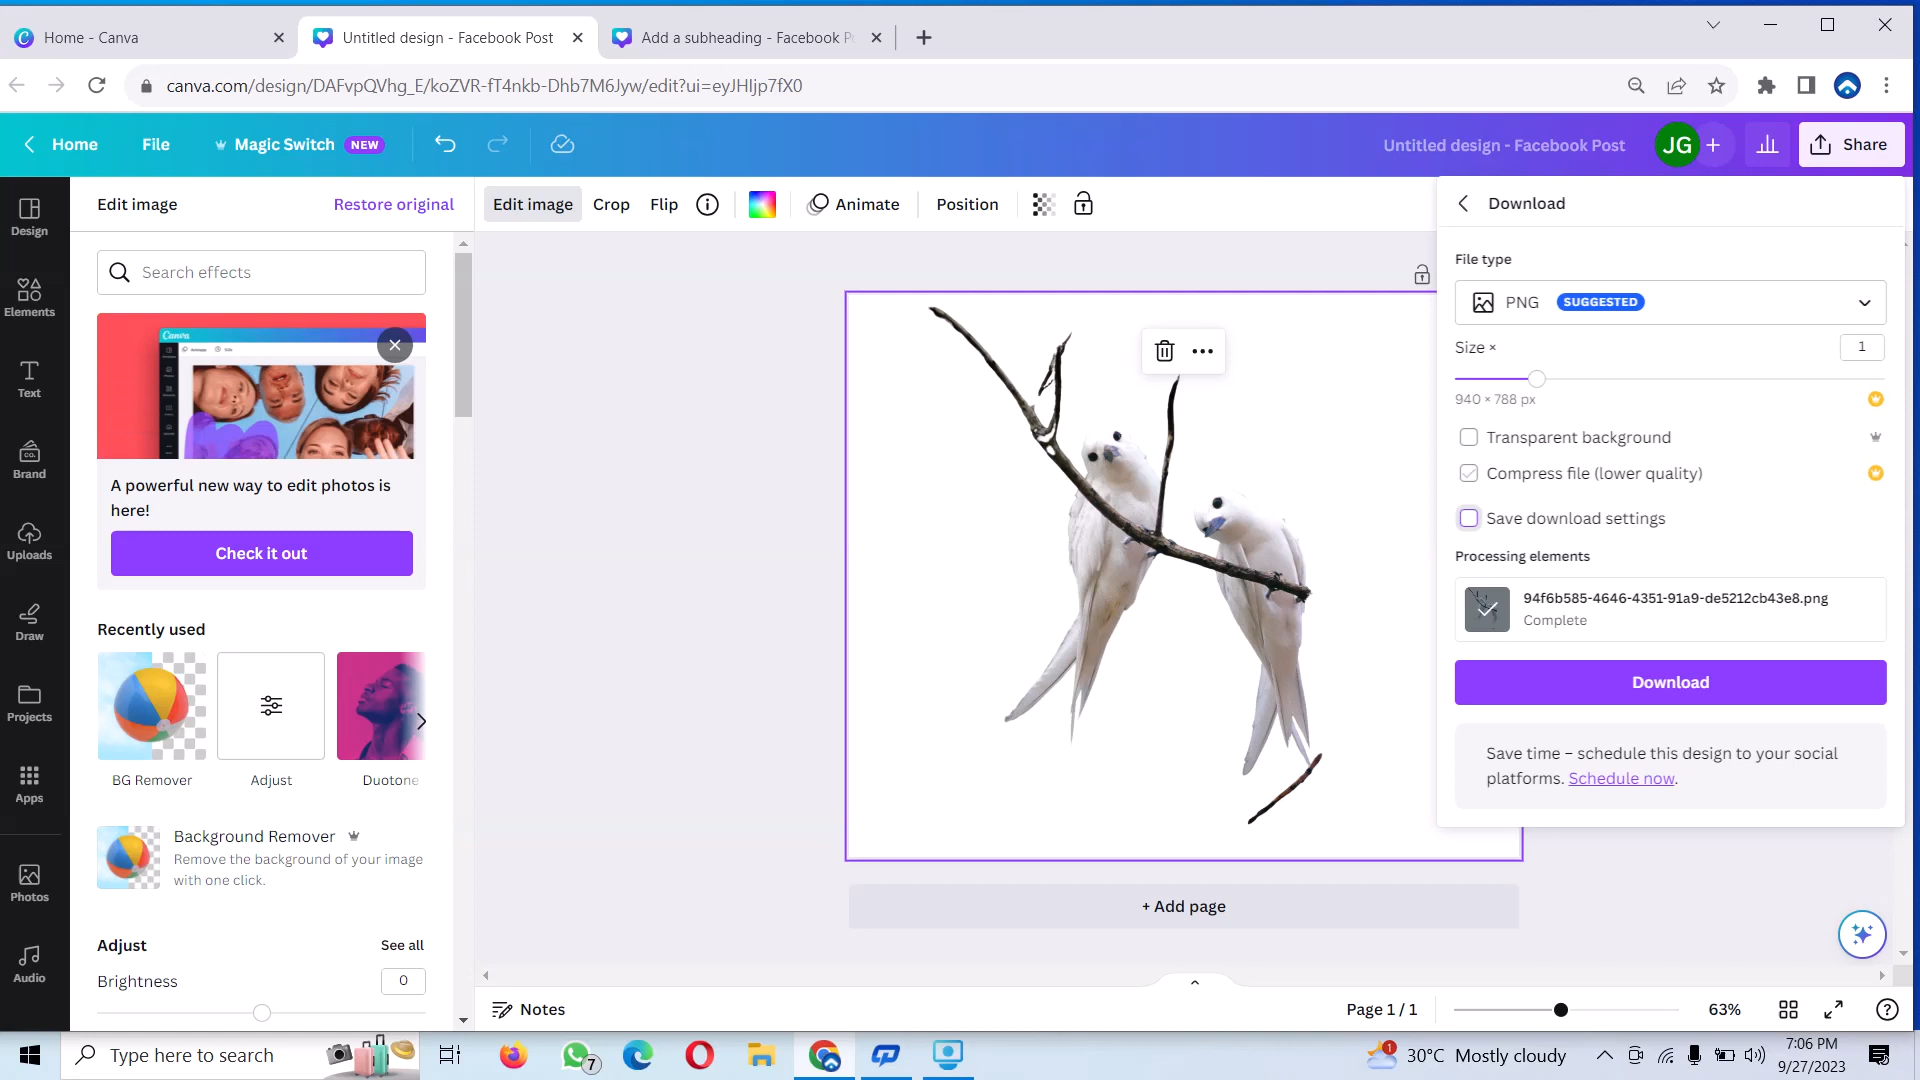 Home - Canva
Untitled design - Facebook Post
Add a subheading - Facebook P
canva.com/design/DAFvpQVhg_E/koZVR-fT4nkb-Dhb7M6Jyw/edit?ui=eyJHIjp7fX0
Home
File
Magic Switch NEW
Untitled design - Facebook Post
JG
Share
Edit image
Restore original
Edit image
Crop
Flip
Animate
Position
Download
Design
Elements
Text
Brand
Uploads
Draw
Projects
Apps
Photos
Audio
Search effects
Canva
A powerful new way to edit photos is
here!
Check it out
Recently used
BG Remover
Adjust
Duotone
Background Remover
Remove the background of your image
with one click.
Adjust
See all
Brightness
0
File type
PNG SUGGESTED
Size ×
1
940 × 788 px
Transparent background
Compress file (lower quality)
Save download settings
Processing elements
94f6b585-4646-4351-91a9-de5212cb43e8.png
Complete
Download
Save time – schedule this design to your social
platforms. Schedule now.
+ Add page
Notes
Page 1 / 1
63%
Type here to search
7
1
30°C Mostly cloudy
7:06 PM
9/27/2023